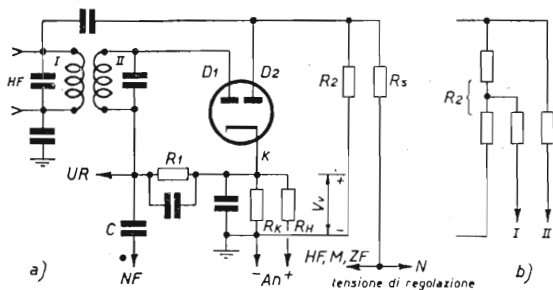 I II
HF
D1 D2
R2 Rs
b)
R2
K
UR R1
+
Vv
C
RK RH
-
I II
a)
NF
- An +
HF, M, ZF N
tensione di regolazione